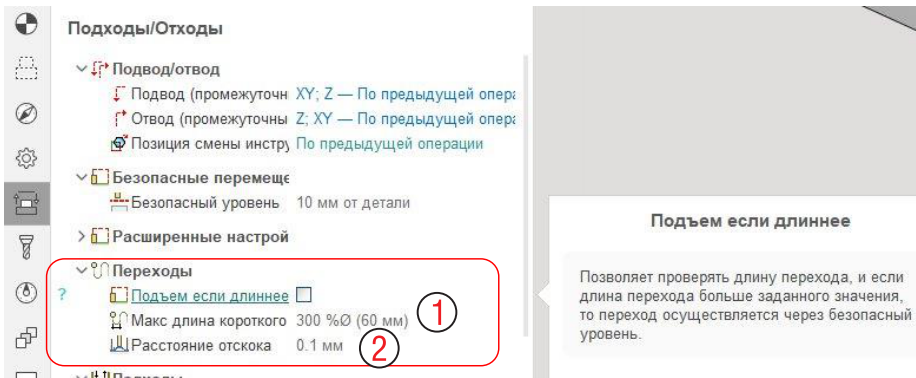 Подходы/Отходы
Подвод/отвод
Подвод (промежуточн XY; Z — По предыдущей опера
Отвод (промежуточны Z; XY — По предыдущей опера
Позиция смены инстру По предыдущей операции
Безопасные перемеще
Безопасный уровень 10 мм от детали
Расширенные настрой
Переходы
? Подъем если длиннее
Макс длина короткого 300 %Ø (60 мм) 1
Расстояние отскока 0.1 мм 2
Подъем если длиннее
Позволяет проверять длину перехода, и если
длина перехода больше заданного значения,
то переход осуществляется через безопасный
уровень.